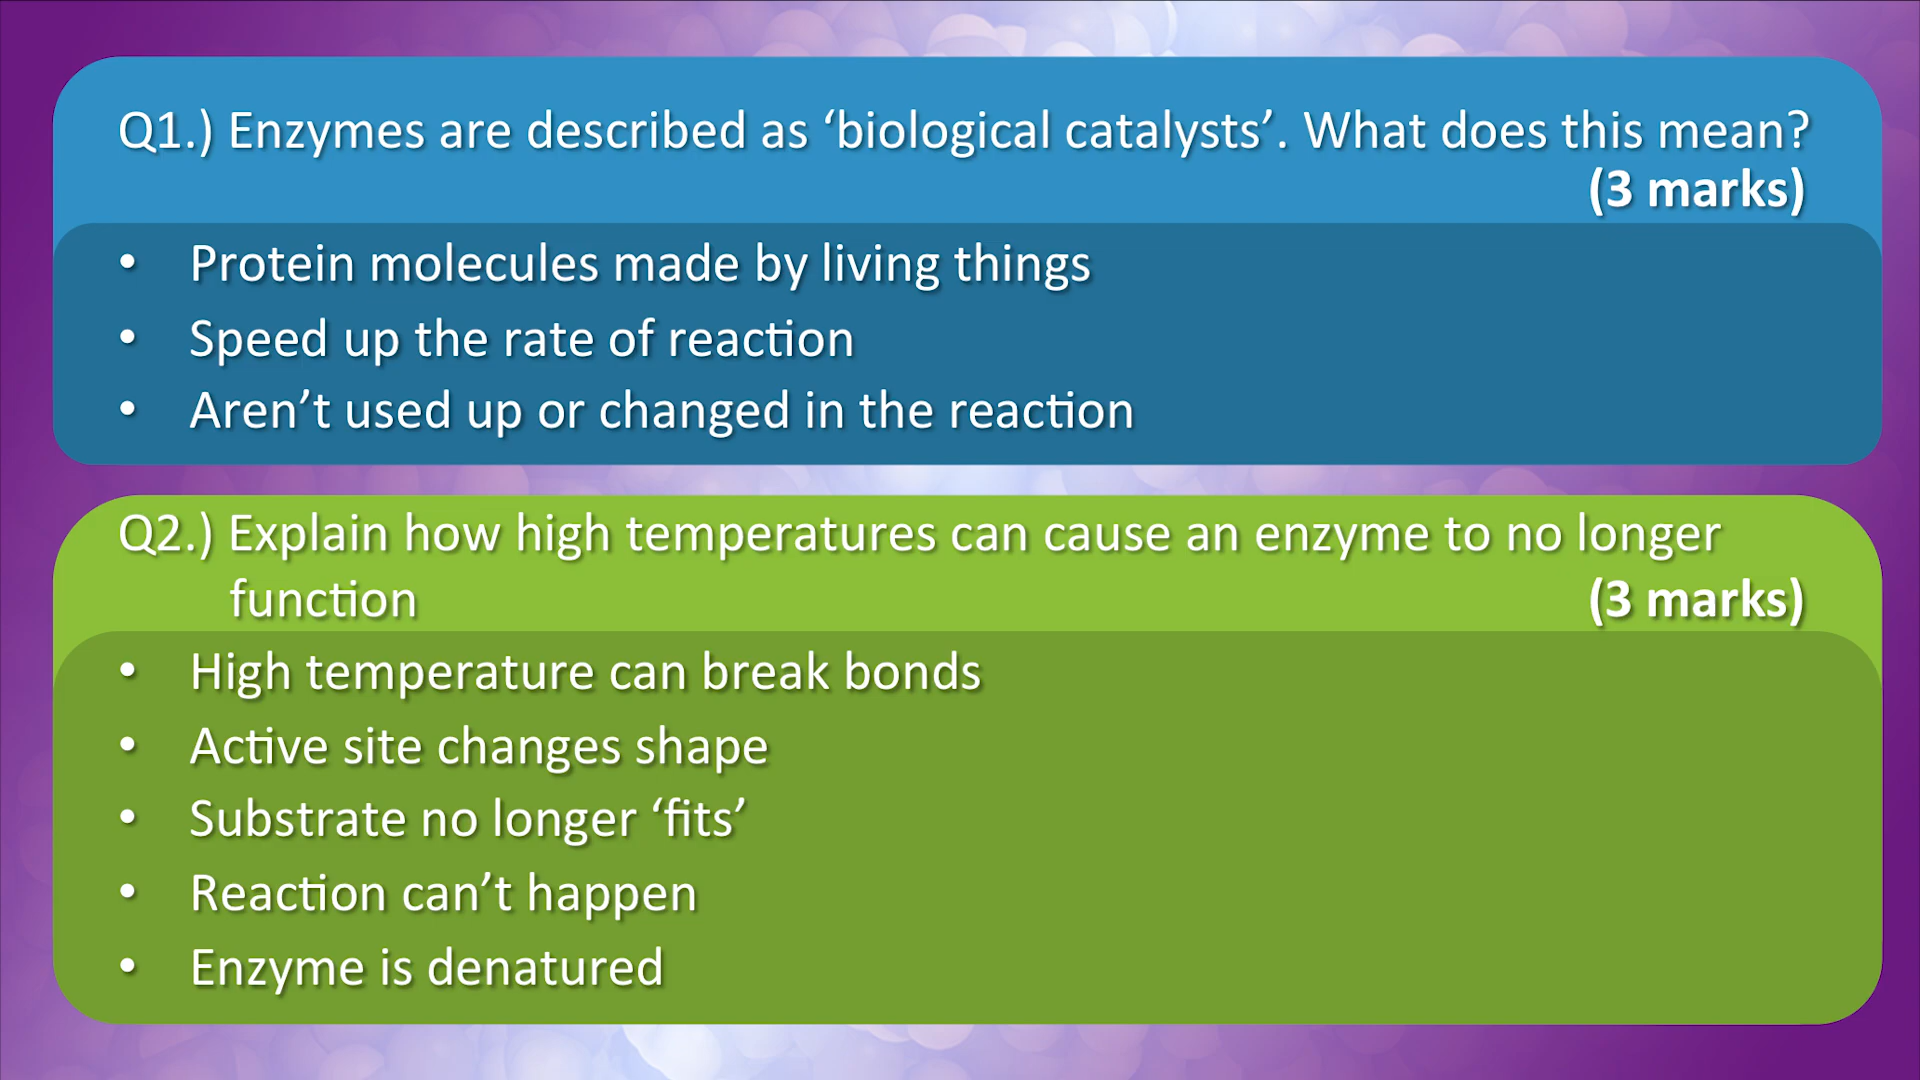 Q1.) Enzymes are described as ‘biological catalysts’. What does this mean?
(3 marks)
• Protein molecules made by living things
• Speed up the rate of reaction
• Aren’t used up or changed in the reaction
Q2.) Explain how high temperatures can cause an enzyme to no longer
function (3 marks)
• High temperature can break bonds
• Active site changes shape
• Substrate no longer ‘fits’
• Reaction can’t happen
• Enzyme is denatured